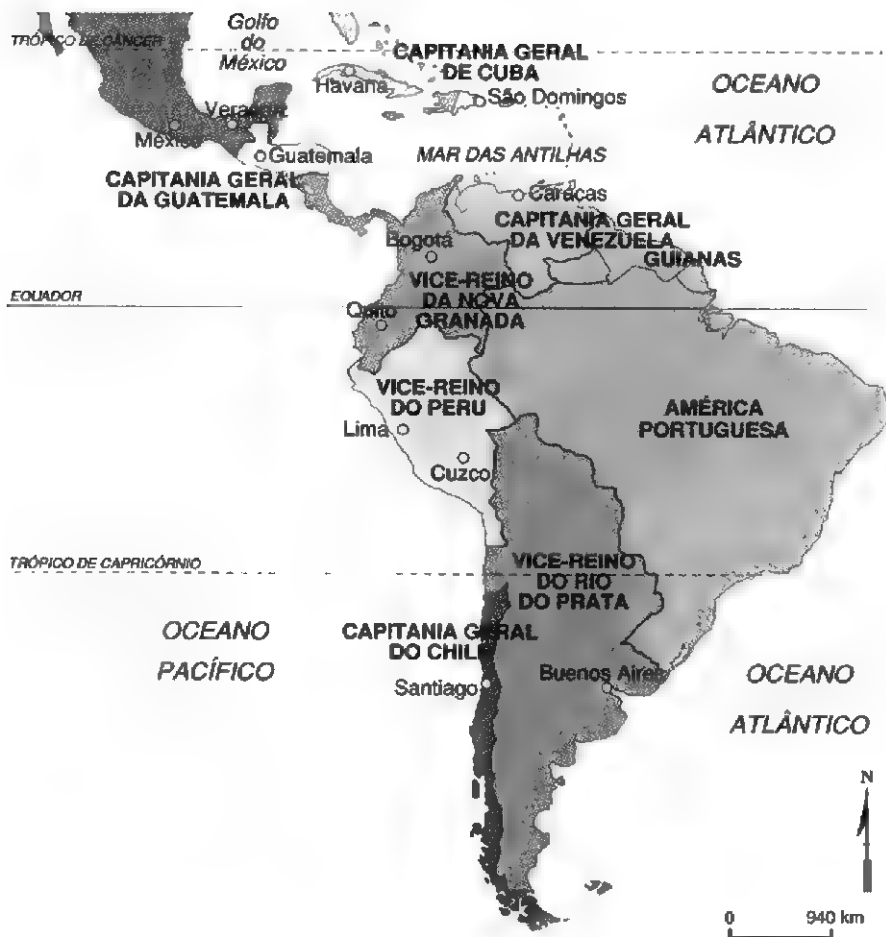 Golfo
do
México
TRÓPICO DE CÂNCER
CAPITANIA GERAL
DE CUBA
Havana
São Domingos
OCEANO
ATLÂNTICO
Veracruz
México
Guatemala
MAR DAS ANTILHAS
CAPITANIA GERAL
DA GUATEMALA
Caracas
CAPITANIA GERAL
DA VENEZUELA
Bogotá
GUIANAS
VICE-REINO
DA NOVA
GRANADA
EQUADOR
Quito
VICE-REINO
DO PERU
AMÉRICA
PORTUGUESA
Lima
Cuzco
TRÓPICO DE CAPRICÓRNIO
VICE-REINO
DO RIO
DO PRATA
OCEANO
PACÍFICO
CAPITANIA GERAL
DO CHILE
Santiago
Buenos Aires
OCEANO
ATLÂNTICO
N
0 940 km